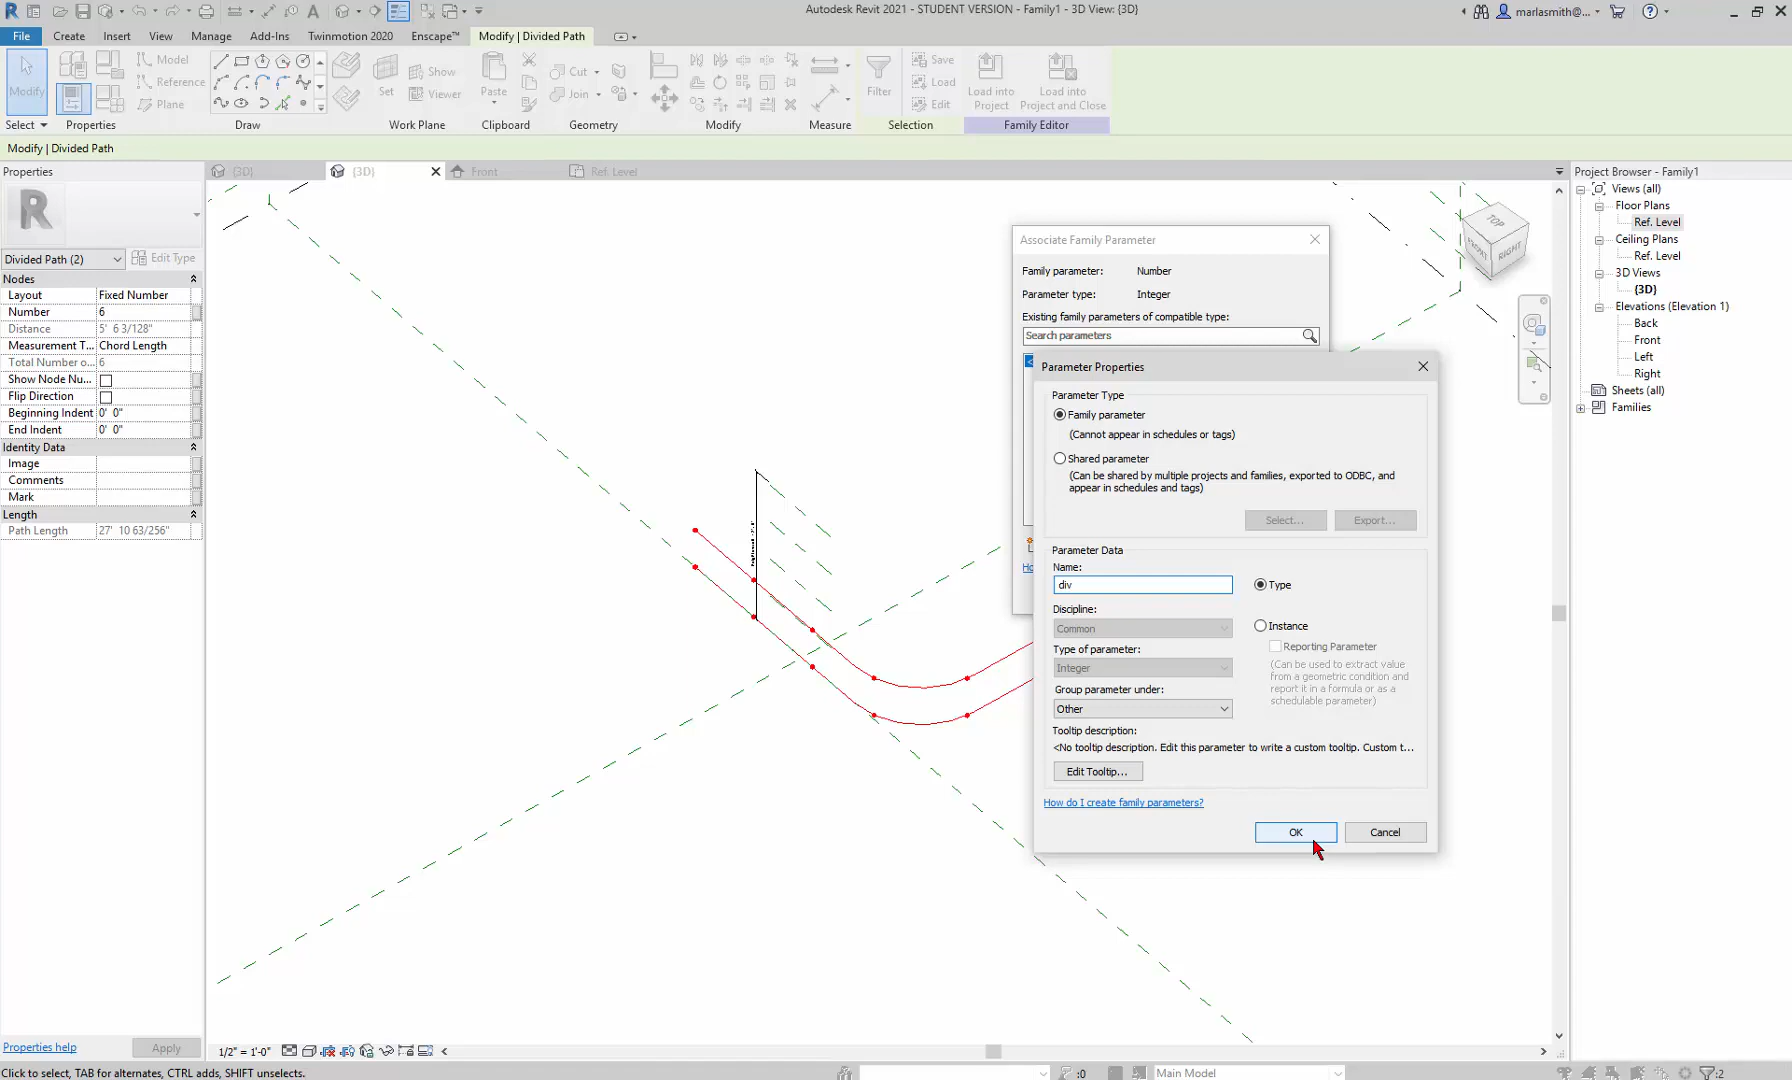 Autodesk Revit 2021 - STUDENT VERSION - Family1 - 3D View: {3D}
marlasmith@...
File Create Insert View Manage Add-Ins Twinmotion 2020 Enscape™ Modify | Divided Path
Modify
Model
Reference
Plane
Set
Show
Viewer
Paste
Cut
Join
Filter
Save
Load
Edit
Load into
Project
Load into
Project and Close
Select Properties Draw Work Plane Clipboard Geometry Modify Measure Selection Family Editor
Modify | Divided Path
Properties
{3D} {3D} Front Ref. Level
Divided Path (2) Edit Type
Nodes
Layout Fixed Number
Number 6
Distance 5' 6 3/128"
Measurement T... Chord Length
Total Number o... 6
Show Node Nu...
Flip Direction
Beginning Indent 0' 0"
End Indent 0' 0"
Identity Data
Image
Comments
Mark
Length
Path Length 27' 10 63/256"
Properties help Apply
TOP
FRONT
RIGHT
Associate Family Parameter
Family parameter: Number
Parameter type: Integer
Existing family parameters of compatible type:
Search parameters
Ho
Parameter Properties
Parameter Type
Family parameter
(Cannot appear in schedules or tags)
Shared parameter
(Can be shared by multiple projects and families, exported to ODBC, and
appear in schedules and tags)
Select... Export...
Parameter Data
Name:
div
Type
Discipline:
Common
Instance
Reporting Parameter
(Can be used to extract value
from a geometric condition and
report it in a formula or as a
schedulable parameter)
Type of parameter:
Integer
Group parameter under:
Other
Tooltip description:
<No tooltip description. Edit this parameter to write a custom tooltip. Custom t...
Edit Tooltip...
How do I create family parameters?
OK Cancel
Project Browser - Family1
Views (all)
Floor Plans
Ref. Level
Ceiling Plans
Ref. Level
3D Views
{3D}
Elevations (Elevation 1)
Back
Front
Left
Right
Sheets (all)
Families
1/2" = 1'-0"
Click to select, TAB for alternates, CTRL adds, SHIFT unselects.
:0
Main Model
:2